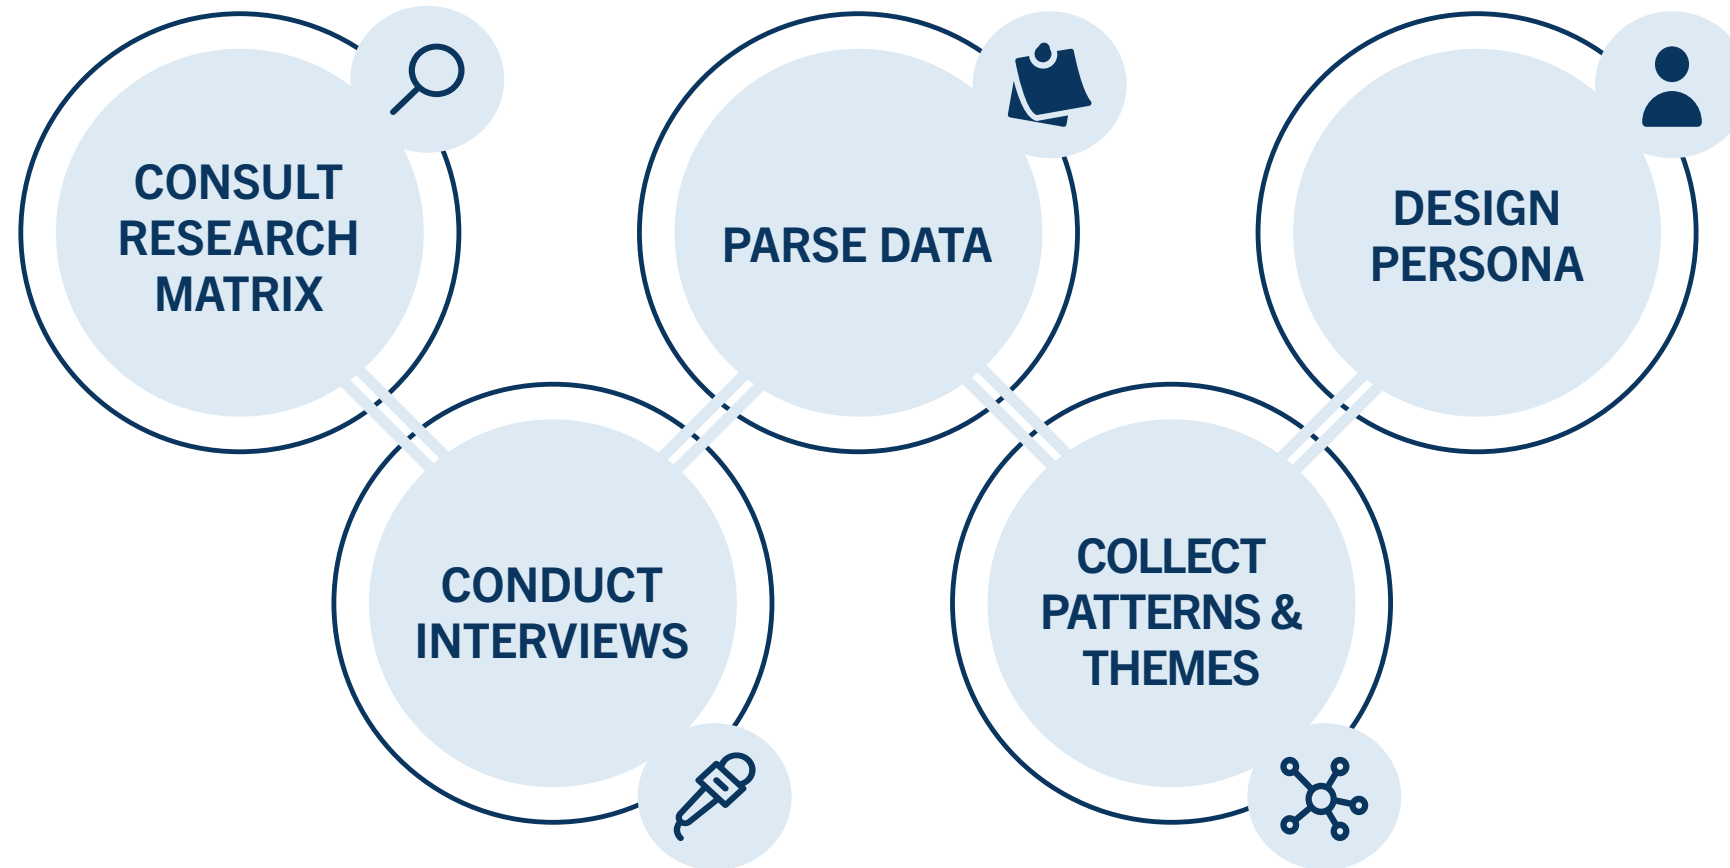 CONSULT
RESEARCH
MATRIX
CONDUCT
INTERVIEWS
PARSE DATA
COLLECT
PATTERNS &
THEMES
DESIGN
PERSONA